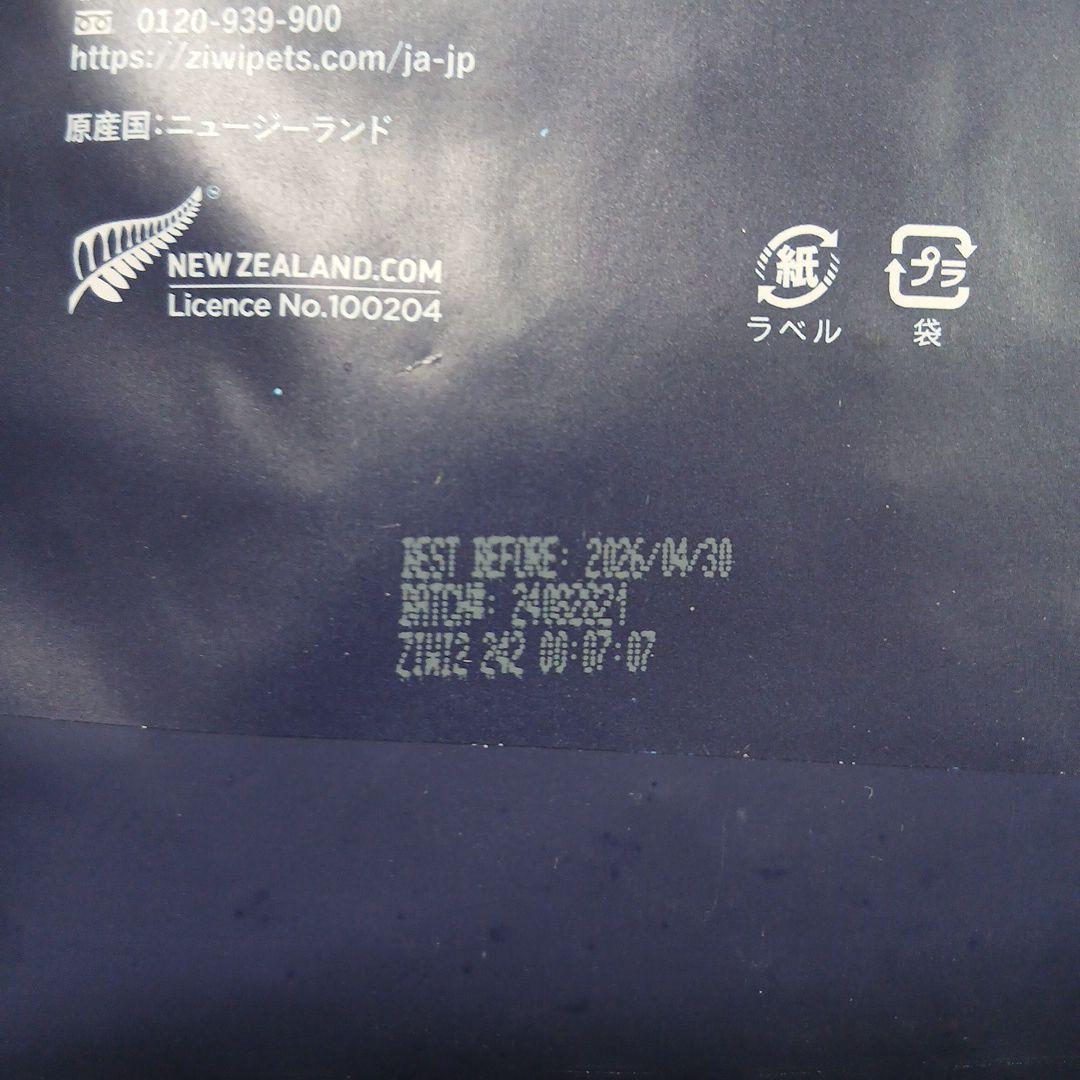 0120-939-900
https://ziwipets.com/ja-jp
原産国:ニュージーランド
NEW ZEALAND.COM
Licence No.100204
紙
ラベル
プラ
袋
BEST BEFORE: 2026/04/30
BATCH#:
ZIWI2 242 00:07:07